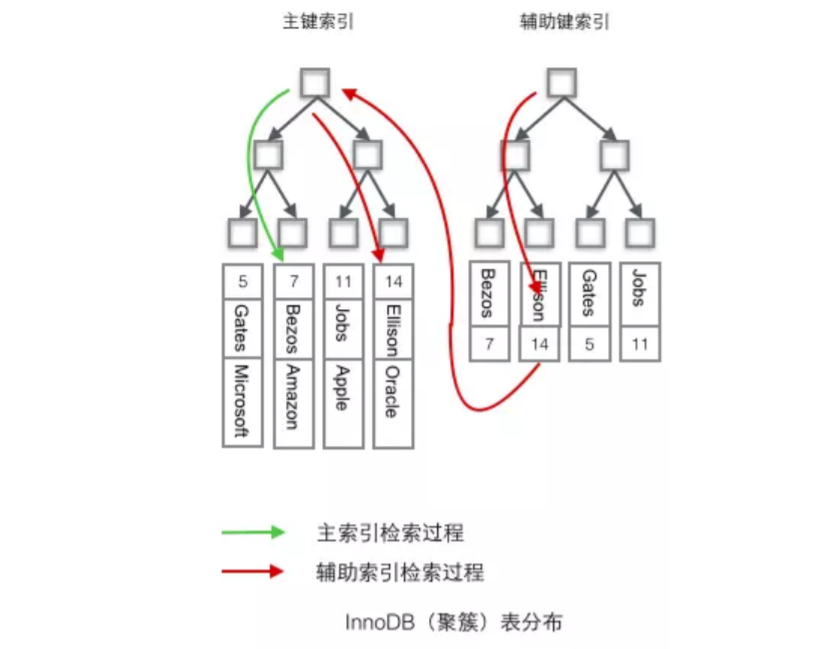 主键索引 辅助键索引
5 7 11 14
Gates Bezos Jobs Ellison
Microsoft Amazon Apple Oracle
Bezos Ellison Gates Jobs
7 14 5 11
主索引检索过程
辅助索引检索过程
InnoDB（聚簇）表分布